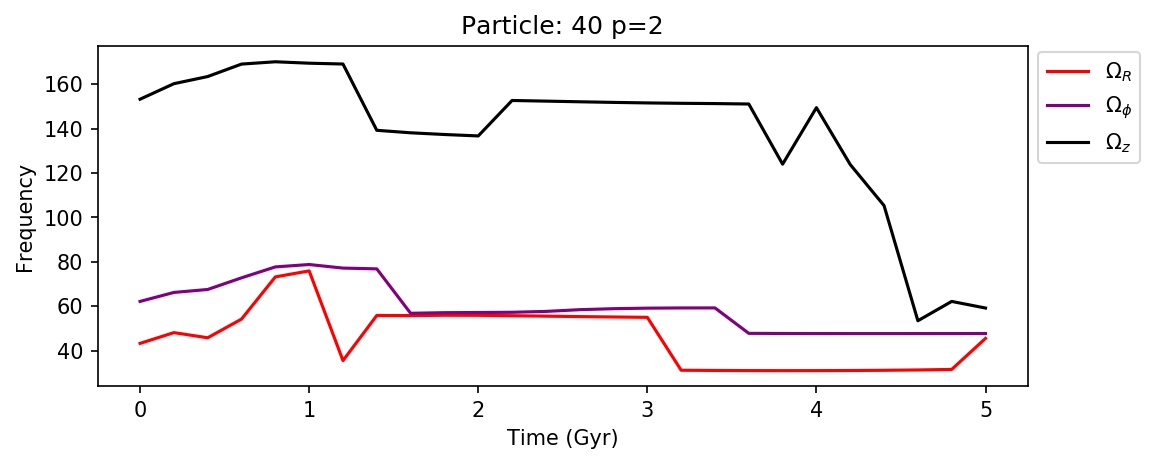 Particle: 40 p=2
Frequency
160
140
120
100
80
60
40
0 1 2 3 4 5
Time (Gyr)
Ω_R
Ω_ϕ
Ω_z